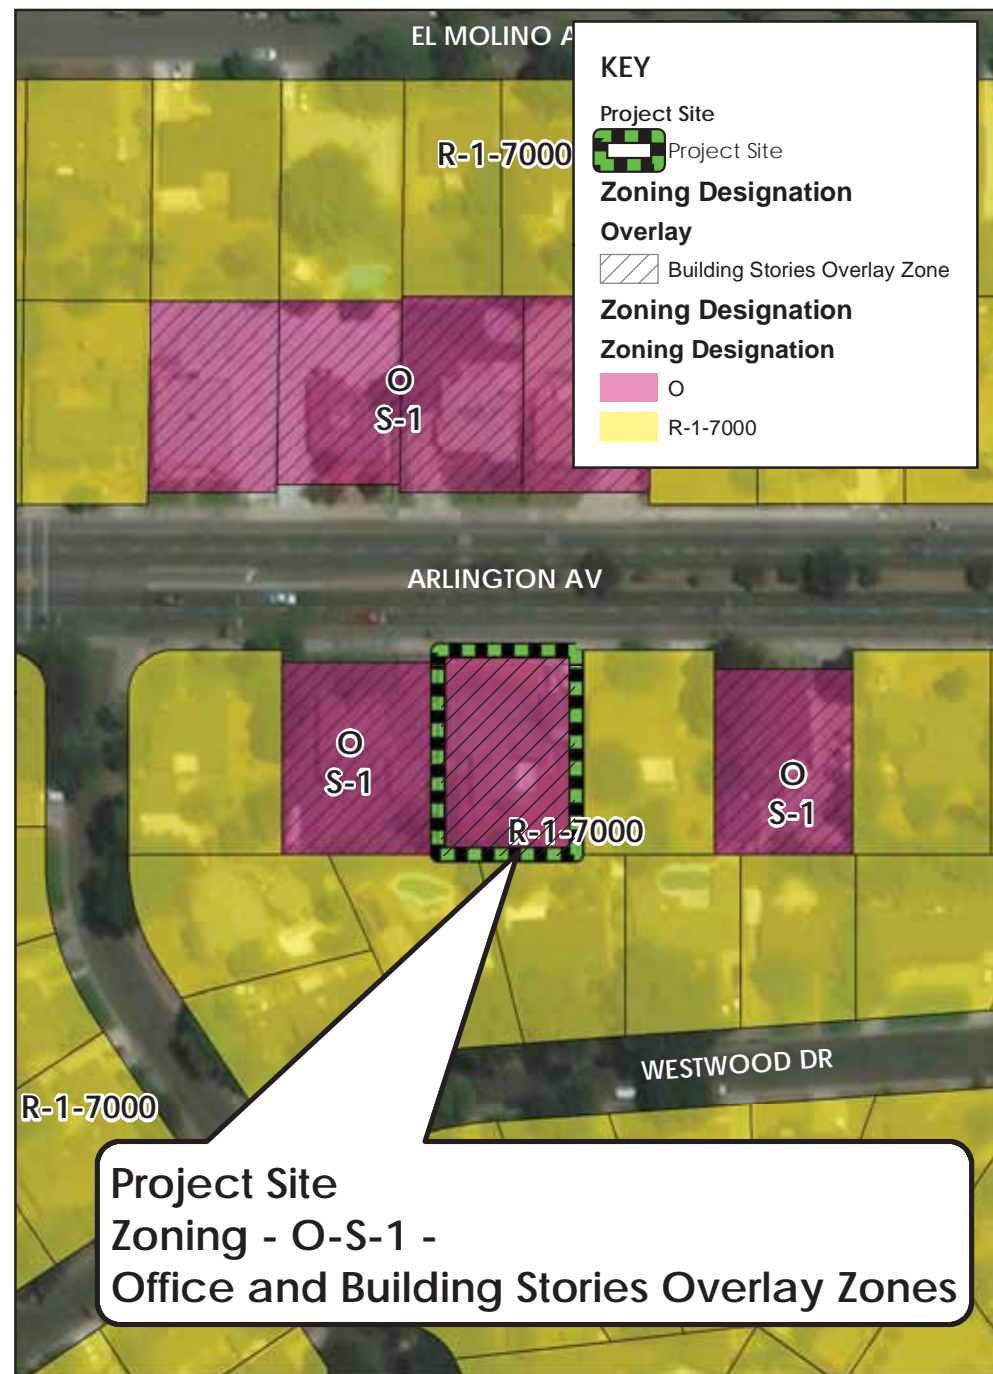 EL MOLINO A
KEY
Project Site
Project Site
Zoning Designation
Overlay
Building Stories Overlay Zone
Zoning Designation
Zoning Designation
O
R-1-7000
R-1-7000
O
S-1
ARLINGTON AV
O
S-1
R-1-7000
O
S-1
WESTWOOD DR
R-1-7000
Project Site
Zoning - O-S-1 -
Office and Building Stories Overlay Zones